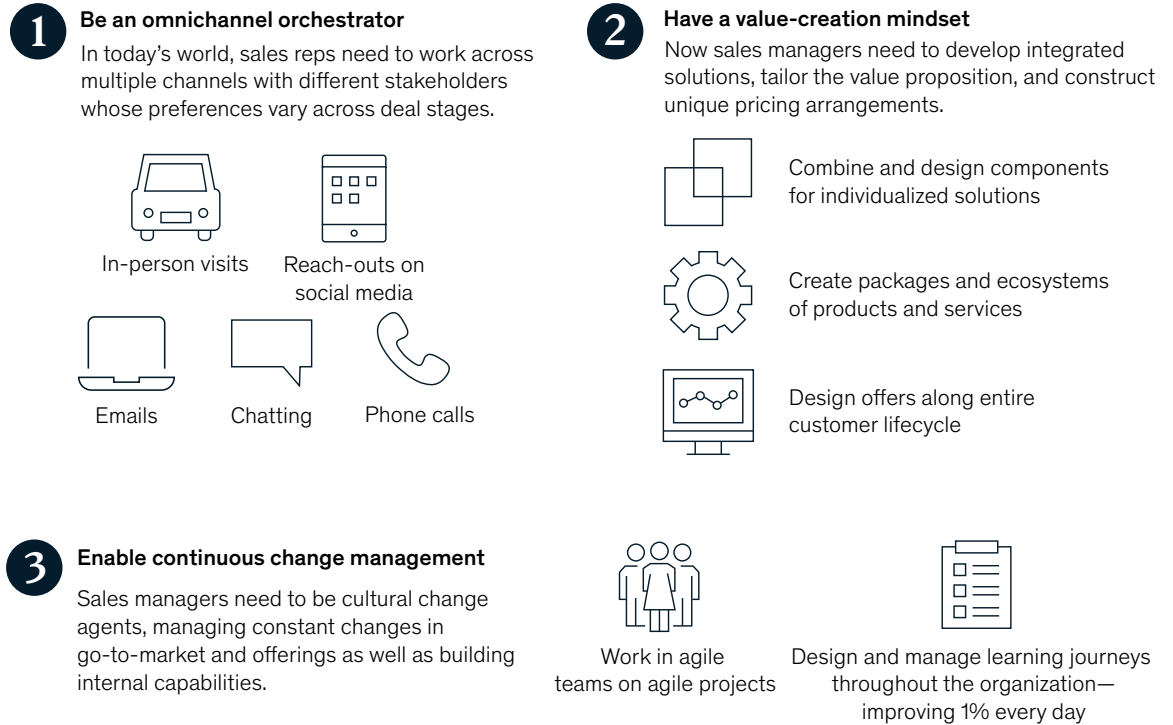 1
Be an omnichannel orchestrator
In today’s world, sales reps need to work across
multiple channels with different stakeholders
whose preferences vary across deal stages.
In-person visits
Reach-outs on
social media
Emails
Chatting
Phone calls
2
Have a value-creation mindset
Now sales managers need to develop integrated
solutions, tailor the value proposition, and construct
unique pricing arrangements.
Combine and design components
for individualized solutions
Create packages and ecosystems
of products and services
Design offers along entire
customer lifecycle
3
Enable continuous change management
Sales managers need to be cultural change
agents, managing constant changes in
go-to-market and offerings as well as building
internal capabilities.
Work in agile
teams on agile projects
Design and manage learning journeys
throughout the organization—
improving 1% every day